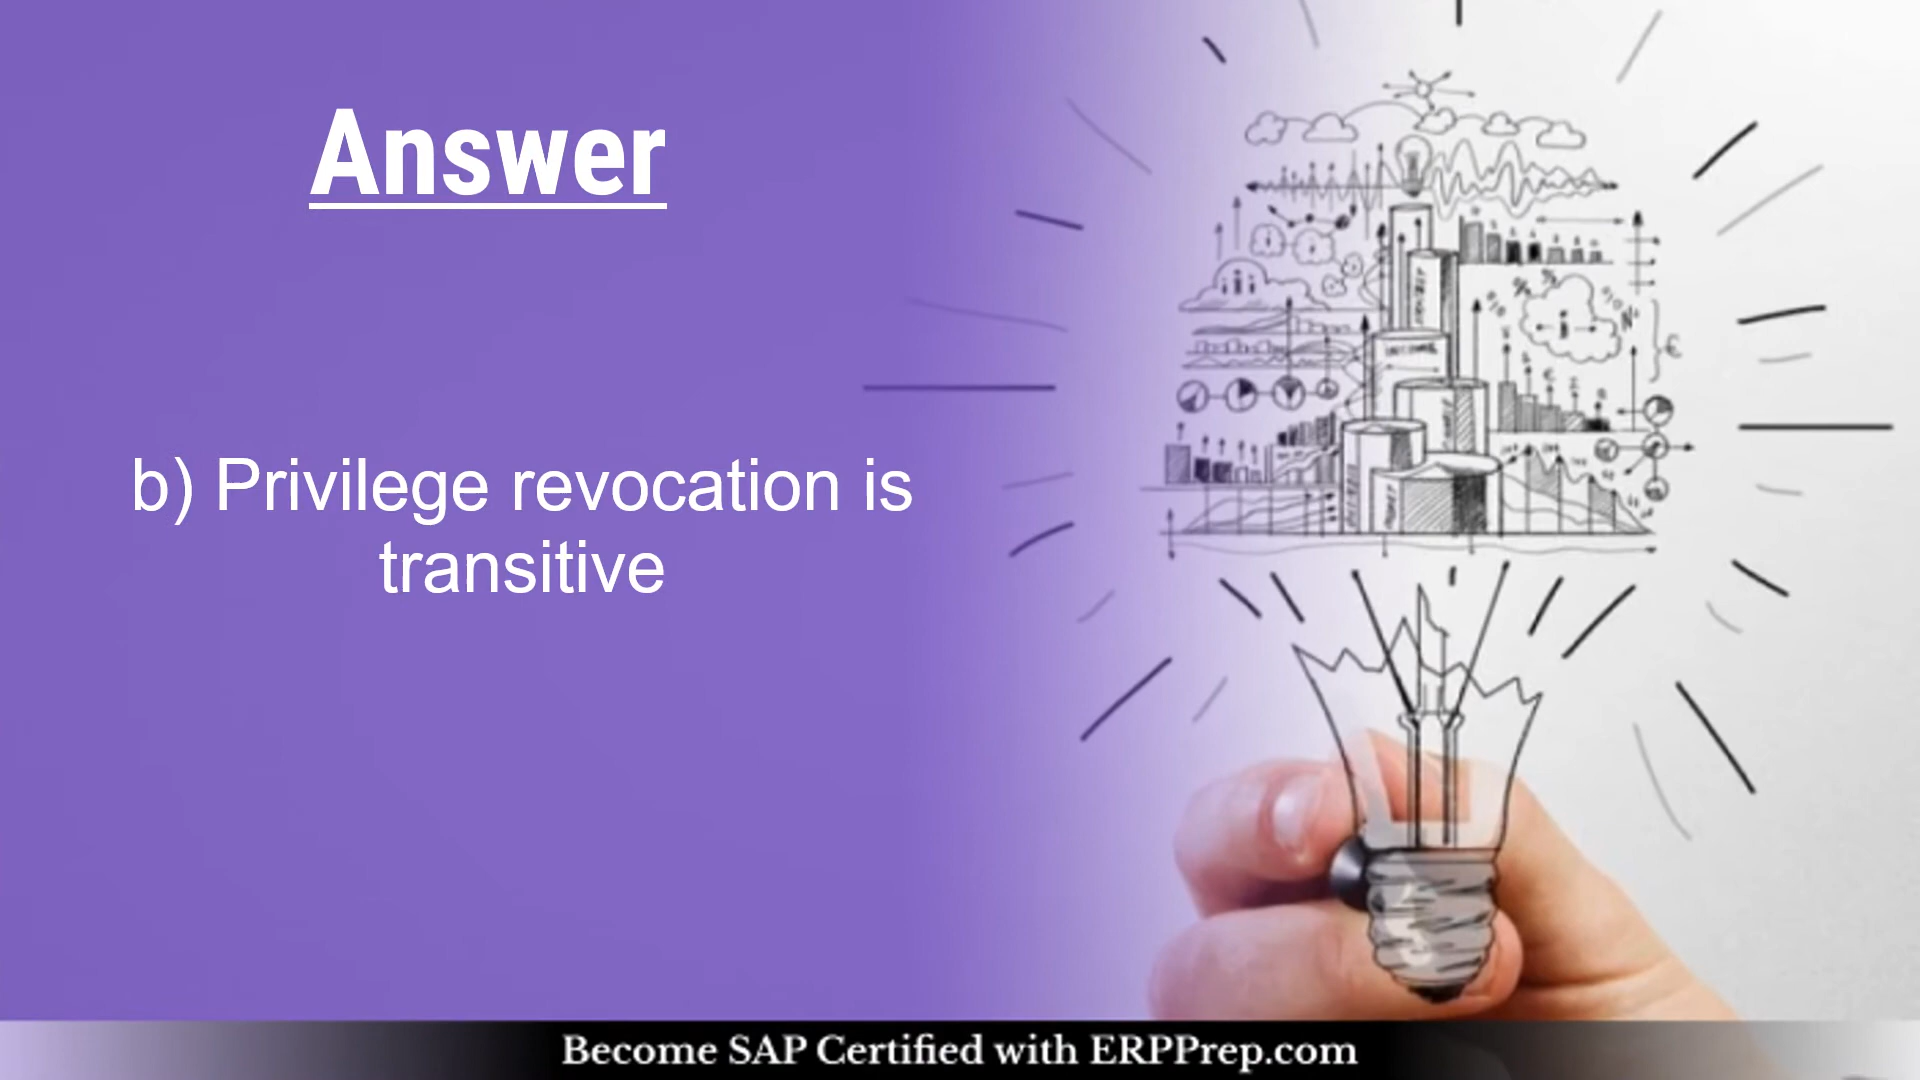 Answer
b) Privilege revocation is
transitive
Become SAP Certified with ERPPrep.com